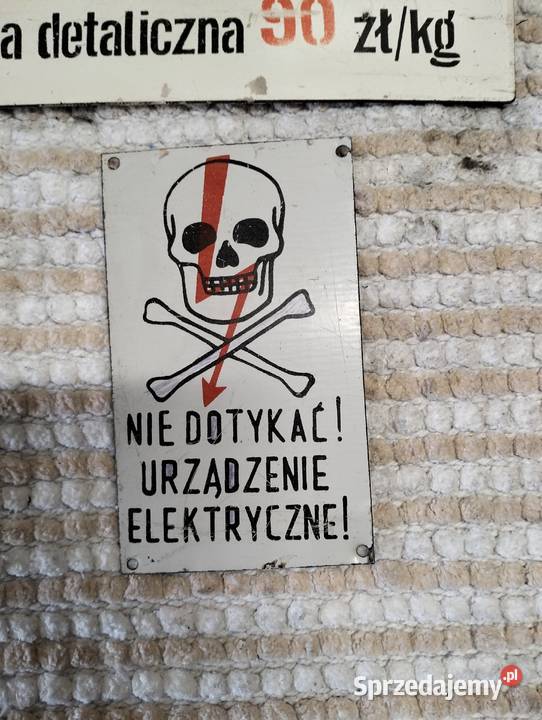 a detaliczna 90 zł/kg
NIE DOTYKAĆ!
URZĄDZENIE
ELEKTRYCZNE!
Sprzedajemy.pl